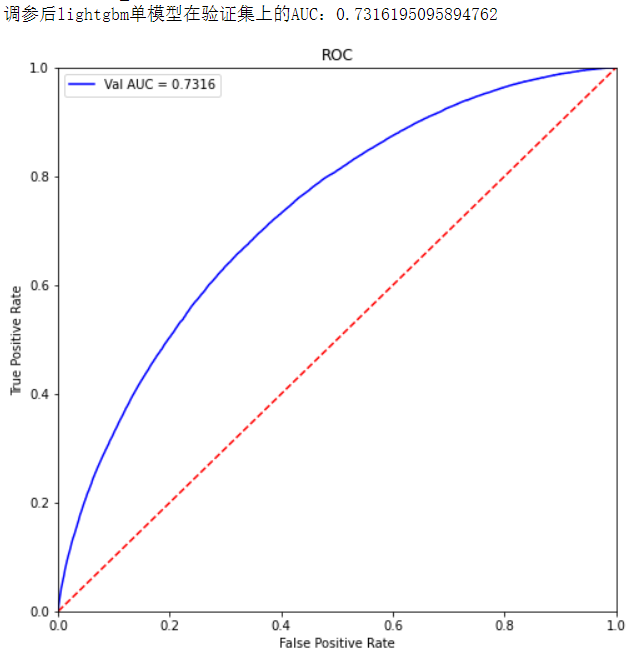 调参后lightgbm单模型在验证集上的AUC：0.7316195095894762
ROC
Val AUC = 0.7316
1.0
0.8
0.6
0.4
0.2
0.0
True Positive Rate
0.0 0.2 0.4 0.6 0.8 1.0
False Positive Rate